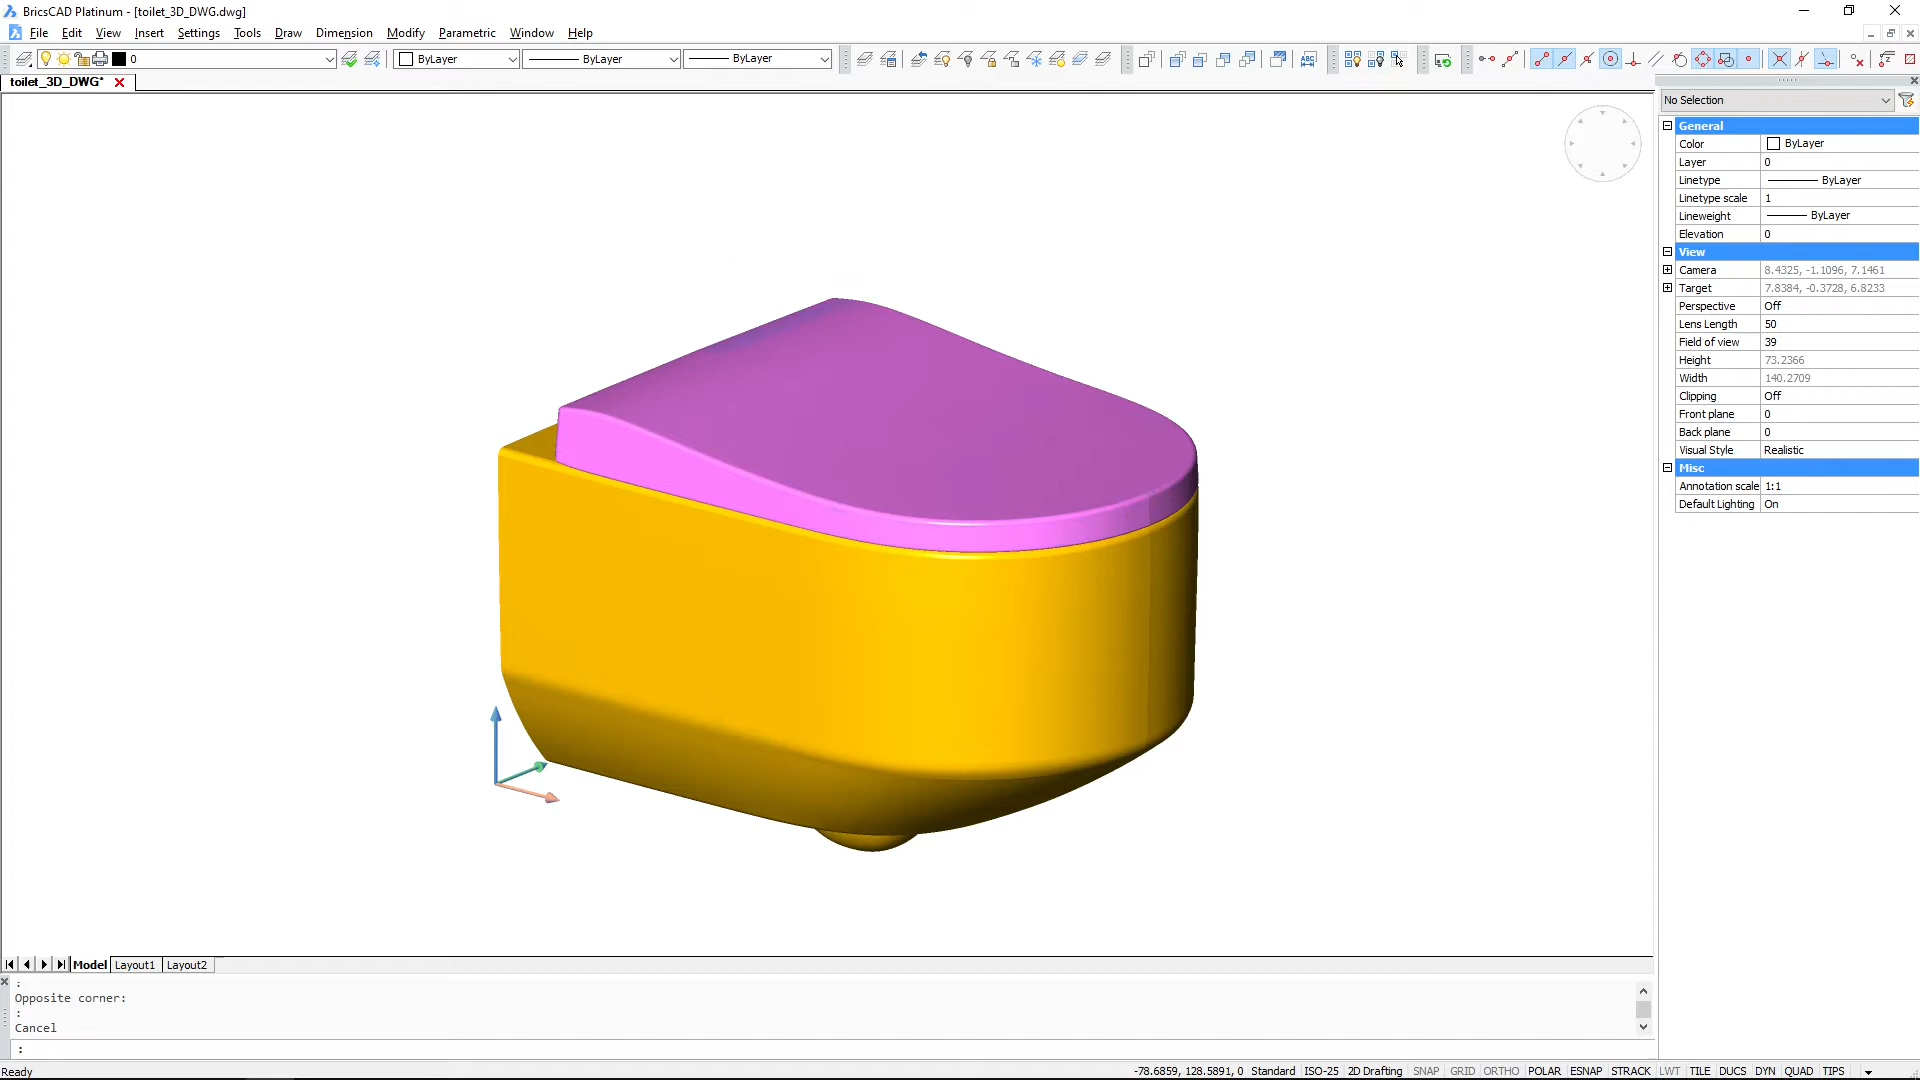 BricsCAD Platinum - [toilet_3D_DWG.dwg]
File Edit View Insert Settings Tools Draw Dimension Modify Parametric Window Help
0 ByLayer ByLayer ByLayer ABC
toilet_3D_DWG*
No Selection
General
Color ByLayer
Layer 0
Linetype ByLayer
Linetype scale 1
Lineweight ByLayer
Elevation 0
View
Camera 8.4325, -1.1096, 7.1461
Target 7.8384, -0.3728, 6.8233
Perspective Off
Lens Length 50
Field of view 39
Height 73.2366
Width 140.2709
Clipping Off
Front plane 0
Back plane 0
Visual Style Realistic
Misc
Annotation scale 1:1
Default Lighting On
Model Layout1 Layout2
:
Opposite corner:
:
Cancel
:
Ready -78.6859, 128.5891, 0 Standard ISO-25 2D Drafting SNAP GRID ORTHO POLAR ESNAP STRACK LWT TILE DUCS DYN QUAD TIPS